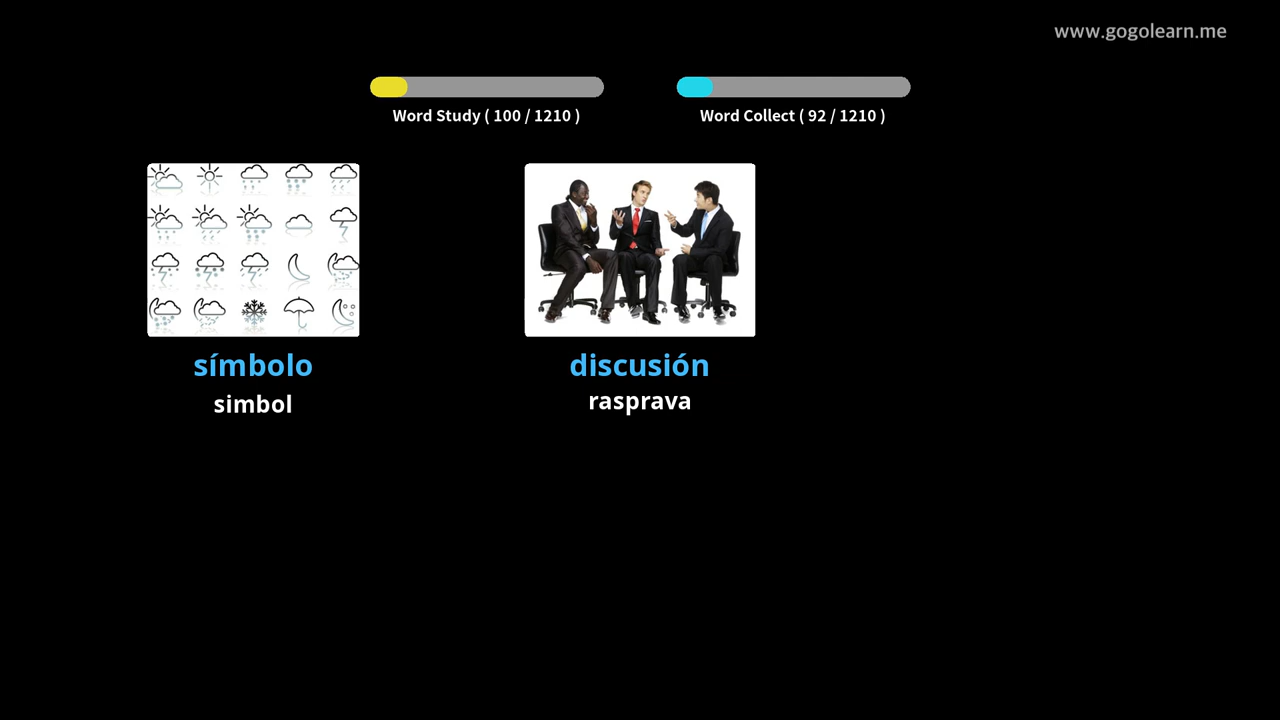 www.gogolearn.me
Word Study ( 100 / 1210 )
Word Collect ( 92 / 1210 )
símbolo
simbol
discusión
rasprava